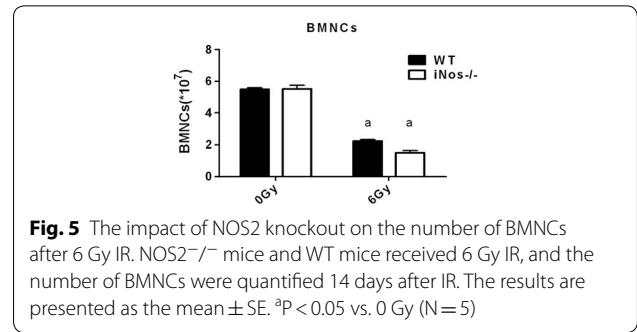 BMNCs
WT
iNos-/-
BMNCs(*10⁷)
8
6
4
2
0
a a
0Gy 6Gy
Fig. 5 The impact of NOS2 knockout on the number of BMNCs
after 6 Gy IR. NOS2⁻/⁻ mice and WT mice received 6 Gy IR, and the
number of BMNCs were quantified 14 days after IR. The results are
presented as the mean ± SE. ᵃP < 0.05 vs. 0 Gy (N = 5)